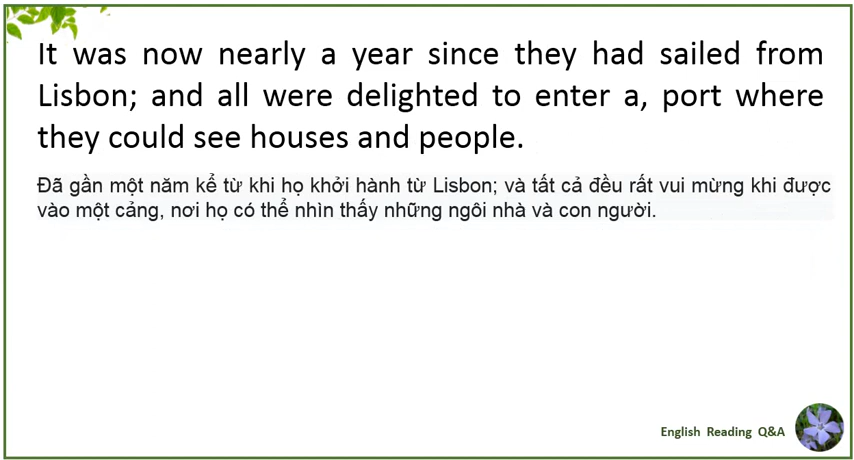 It was now nearly a year since they had sailed from
Lisbon; and all were delighted to enter a, port where
they could see houses and people.
Đã gần một năm kể từ khi họ khởi hành từ Lisbon; và tất cả đều rất vui mừng khi được
vào một cảng, nơi họ có thể nhìn thấy những ngôi nhà và con người.
English Reading Q&A